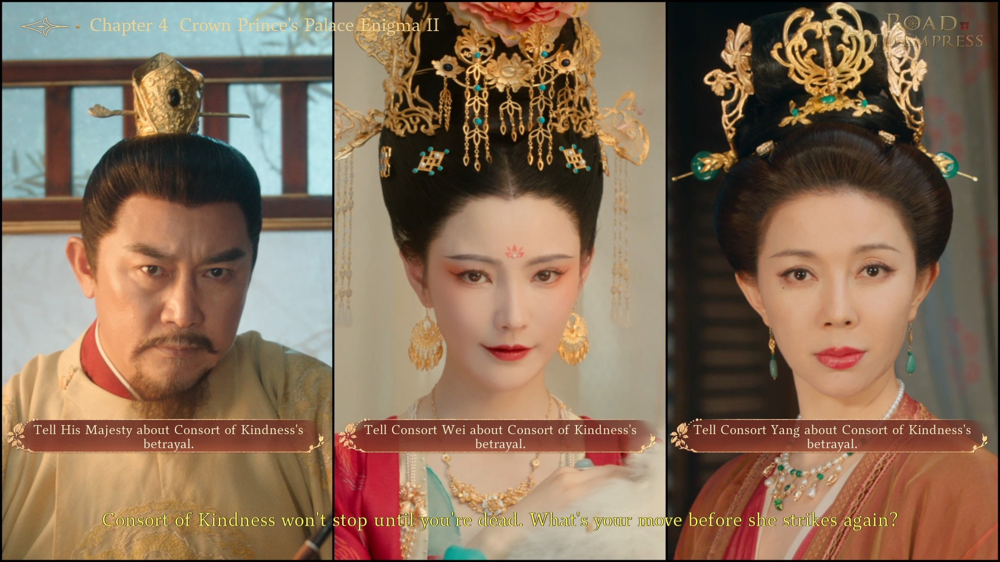 Chapter 4 Crown Prince's Palace Enigma II
ROAD
TO EMPRESS
Tell His Majesty about Consort of Kindness's
betrayal.
Tell Consort Wei about Consort of Kindness's
betrayal.
Tell Consort Yang about Consort of Kindness's
betrayal.
Consort of Kindness won't stop until you're dead. What's your move before she strikes again?